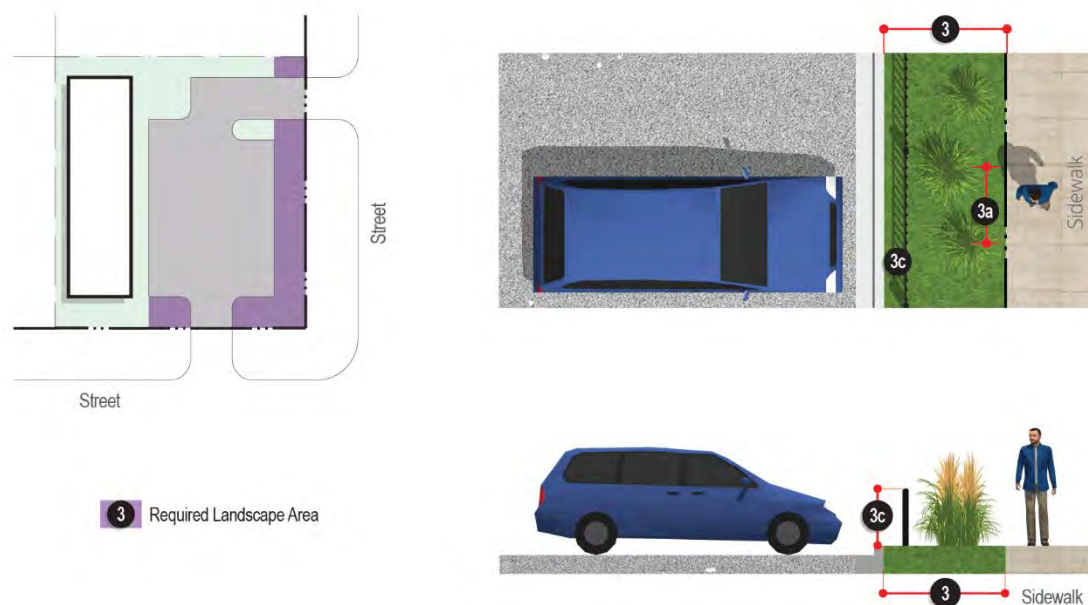 3
Street
Sidewalk
3a
3c
Street
3c
3 Required Landscape Area
3
Sidewalk